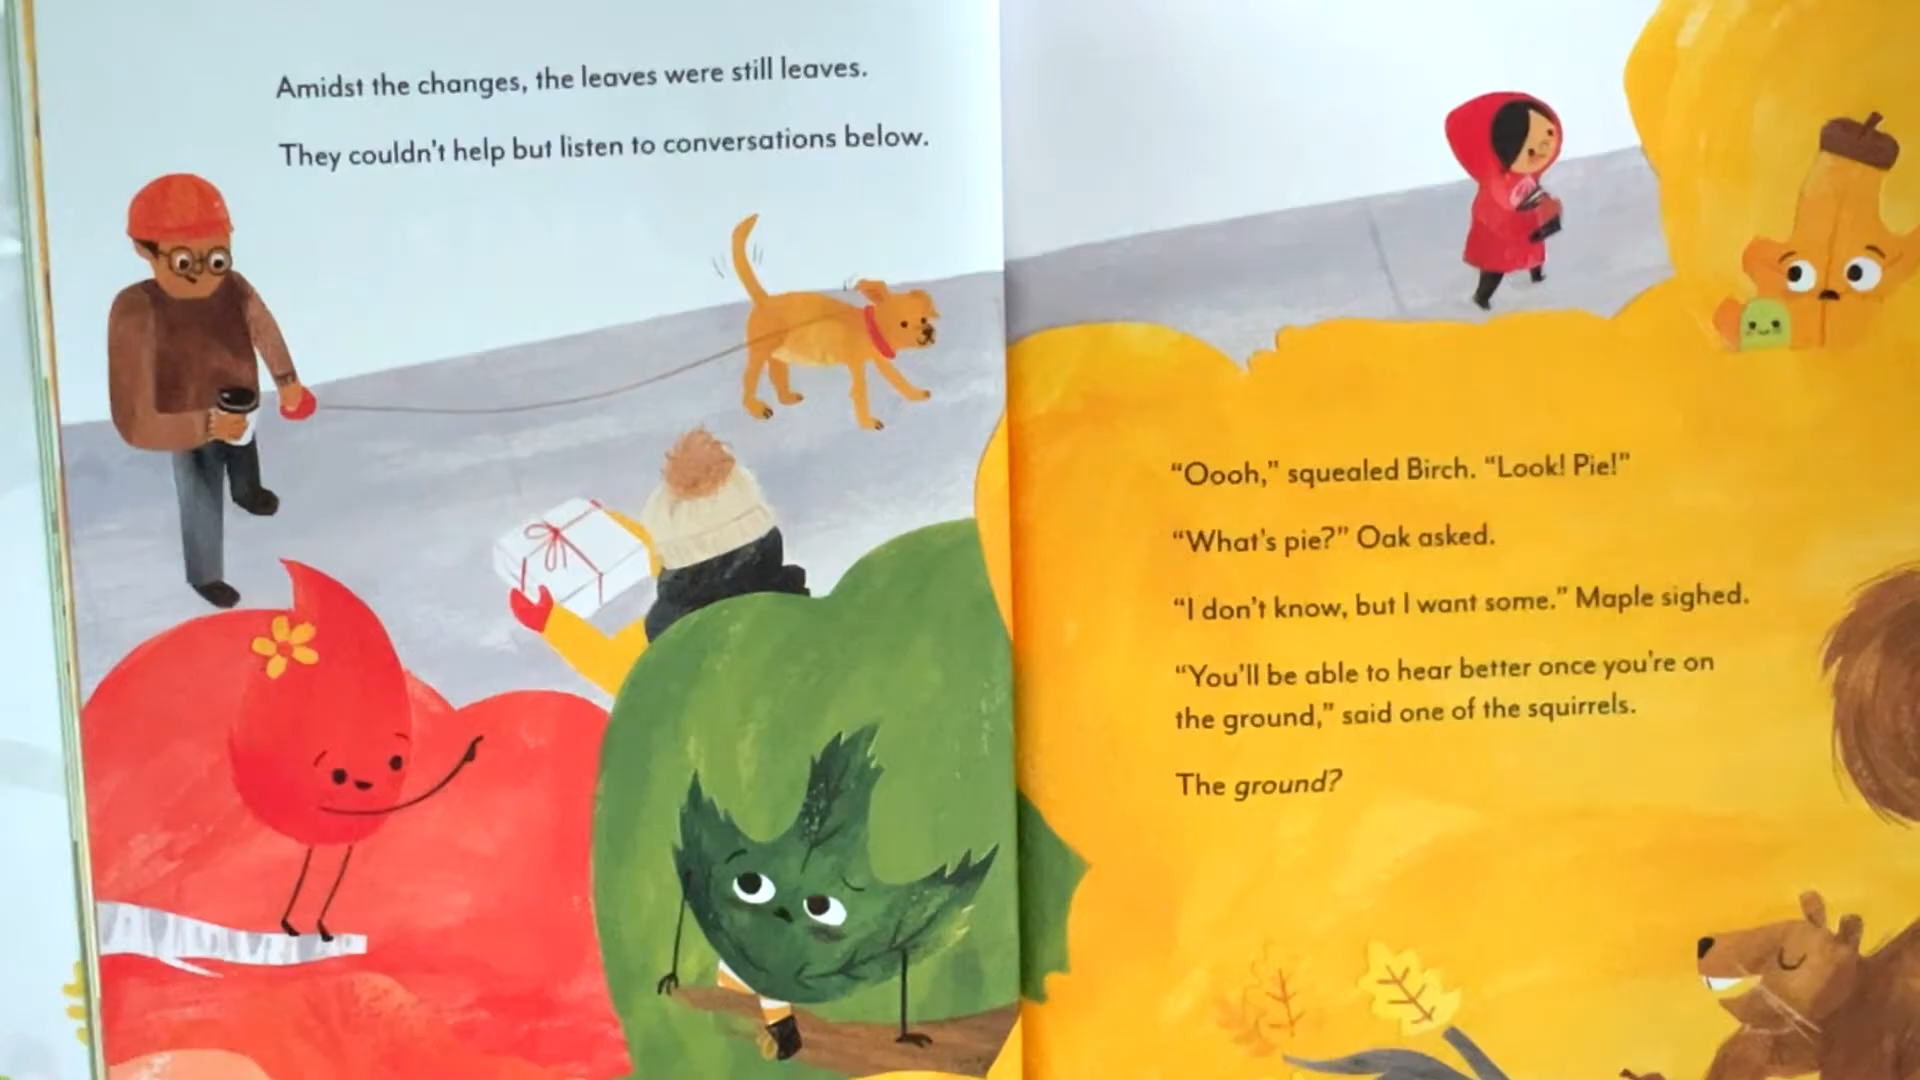 Amidst the changes, the leaves were still leaves.
They couldn't help but listen to conversations below.
“Oooh,” squealed Birch. “Look! Pie!”
“What's pie?” Oak asked.
“I don't know, but I want some.” Maple sighed.
“You'll be able to hear better once you're on
the ground,” said one of the squirrels.
The ground?